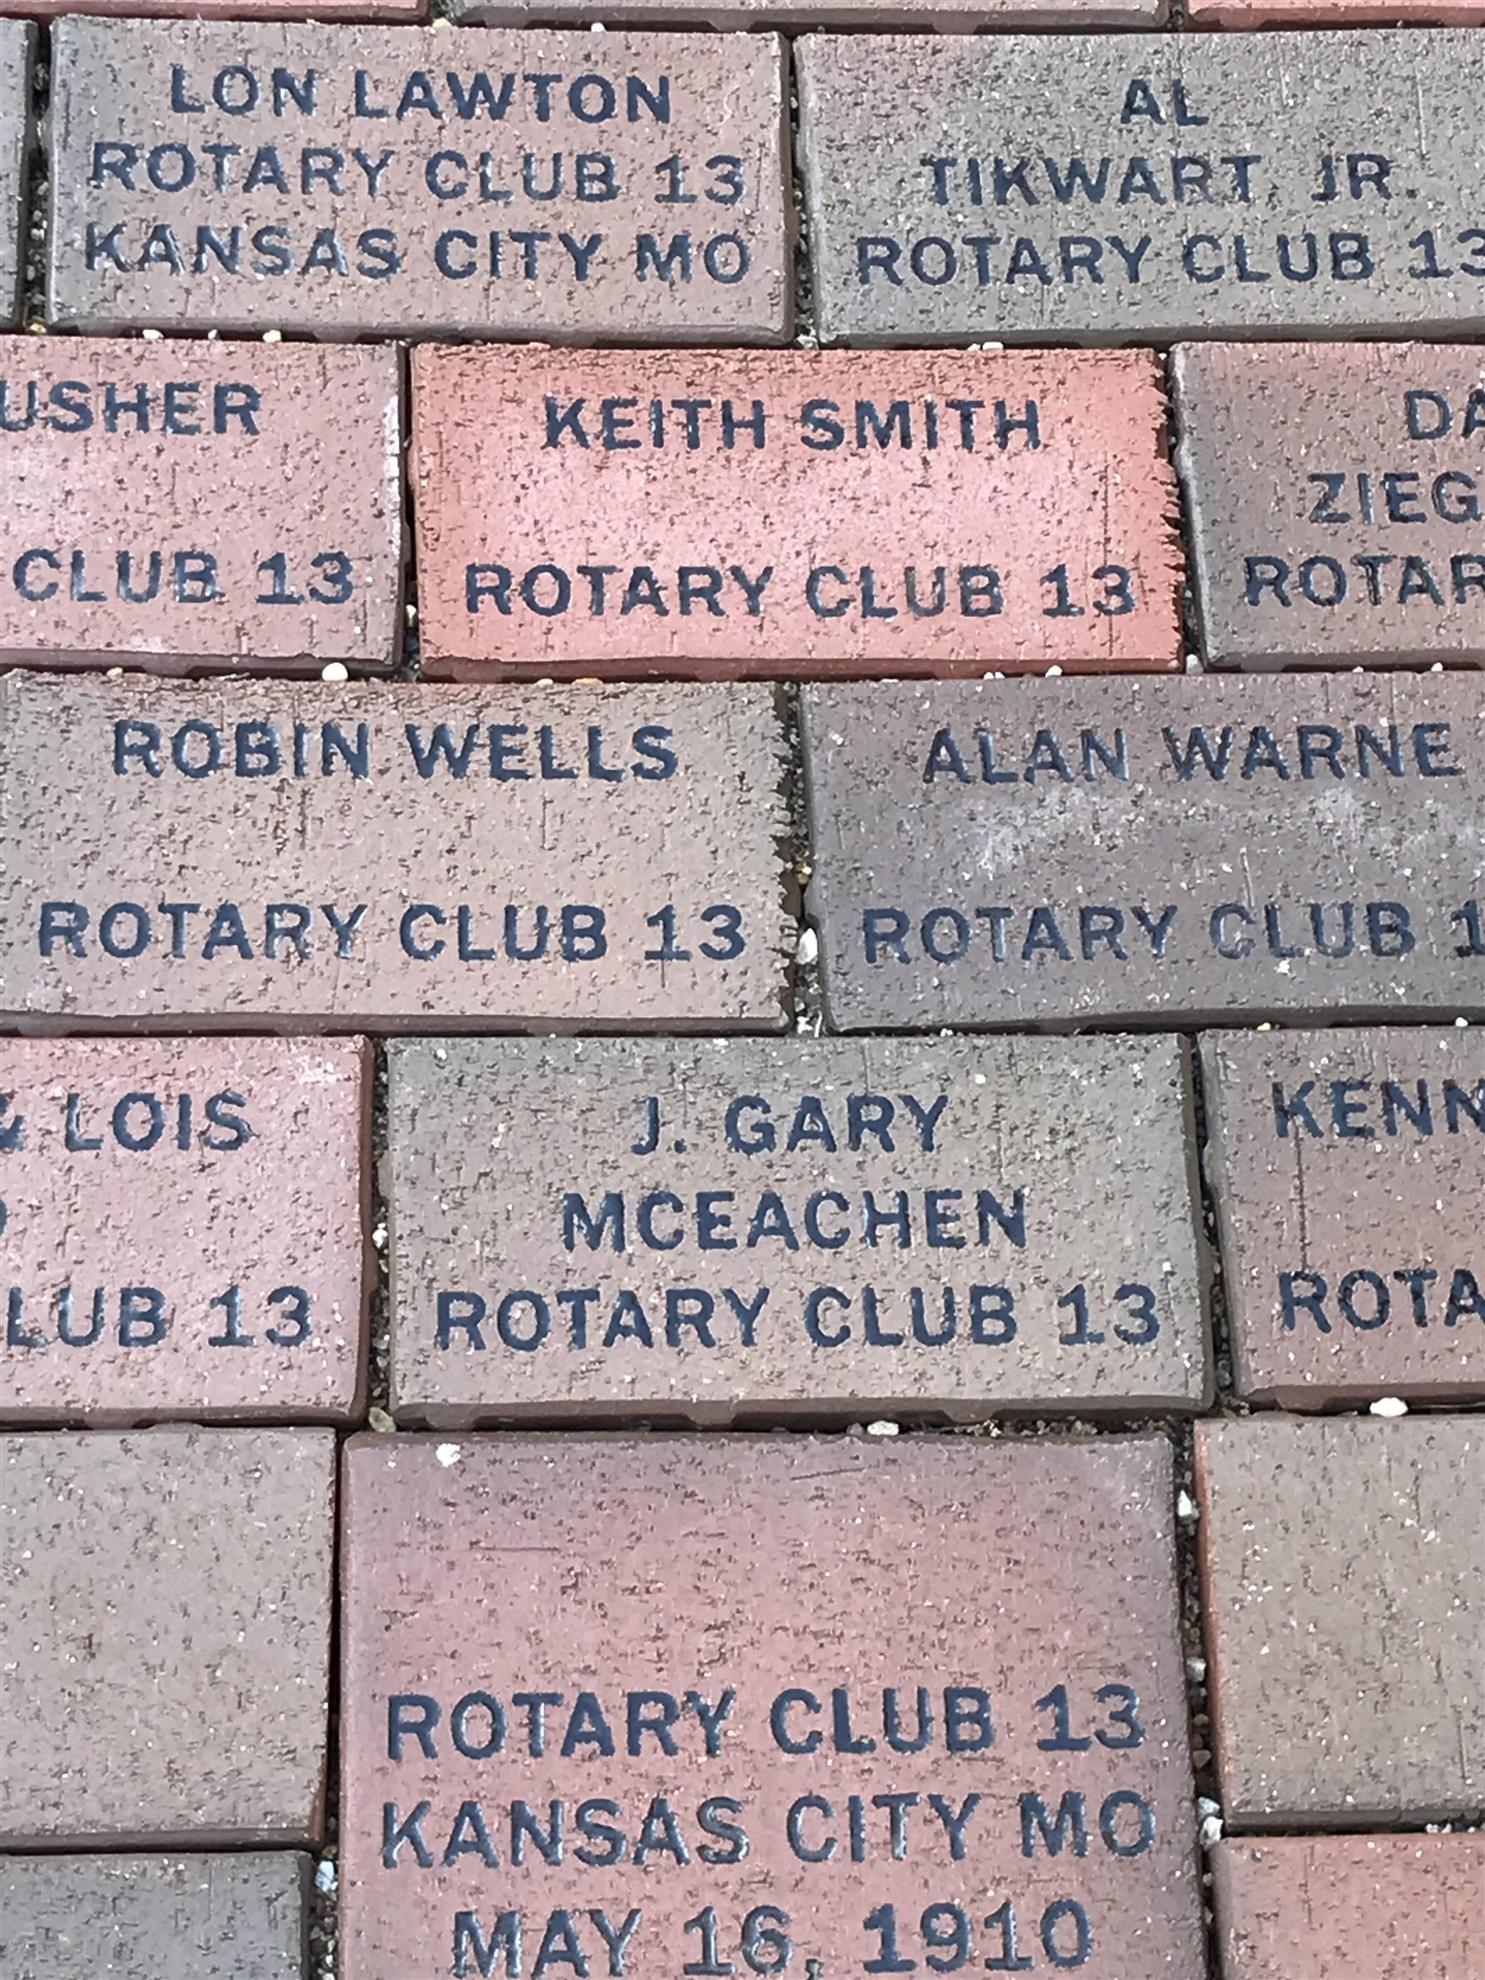 LON LAWTON
ROTARY CLUB 13
KANSAS CITY MO
AL
TIKWART JR.
ROTARY CLUB 13
USHER
CLUB 13
KEITH SMITH
ROTARY CLUB 13
DA
ZIEG
ROTAR
ROBIN WELLS
ROTARY CLUB 13
ALAN WARNE
ROTARY CLUB 1
& LOIS
LUB 13
J. GARY
MCEACHEN
ROTARY CLUB 13
KENN
ROTA
ROTARY CLUB 13
KANSAS CITY MO
MAY 16, 1910